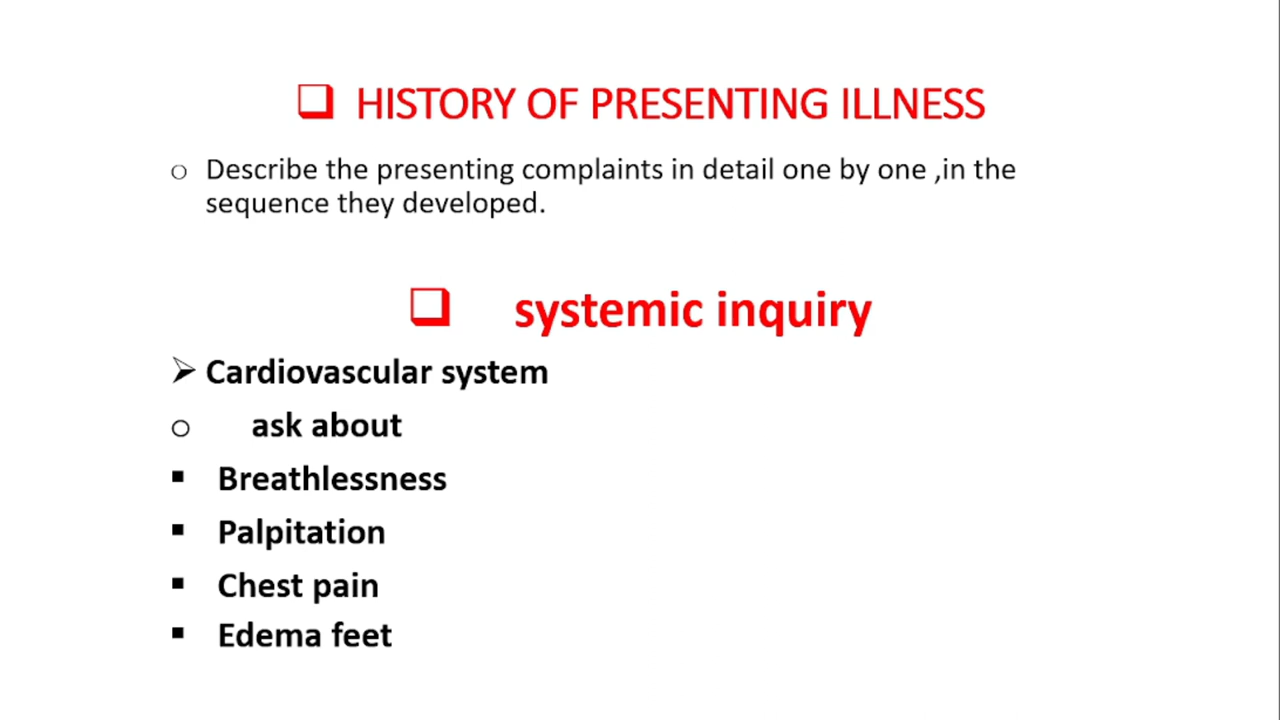 ❑ HISTORY OF PRESENTING ILLNESS
o Describe the presenting complaints in detail one by one ,in the
sequence they developed.
❑ systemic inquiry
➢ Cardiovascular system
o ask about
▪ Breathlessness
▪ Palpitation
▪ Chest pain
▪ Edema feet